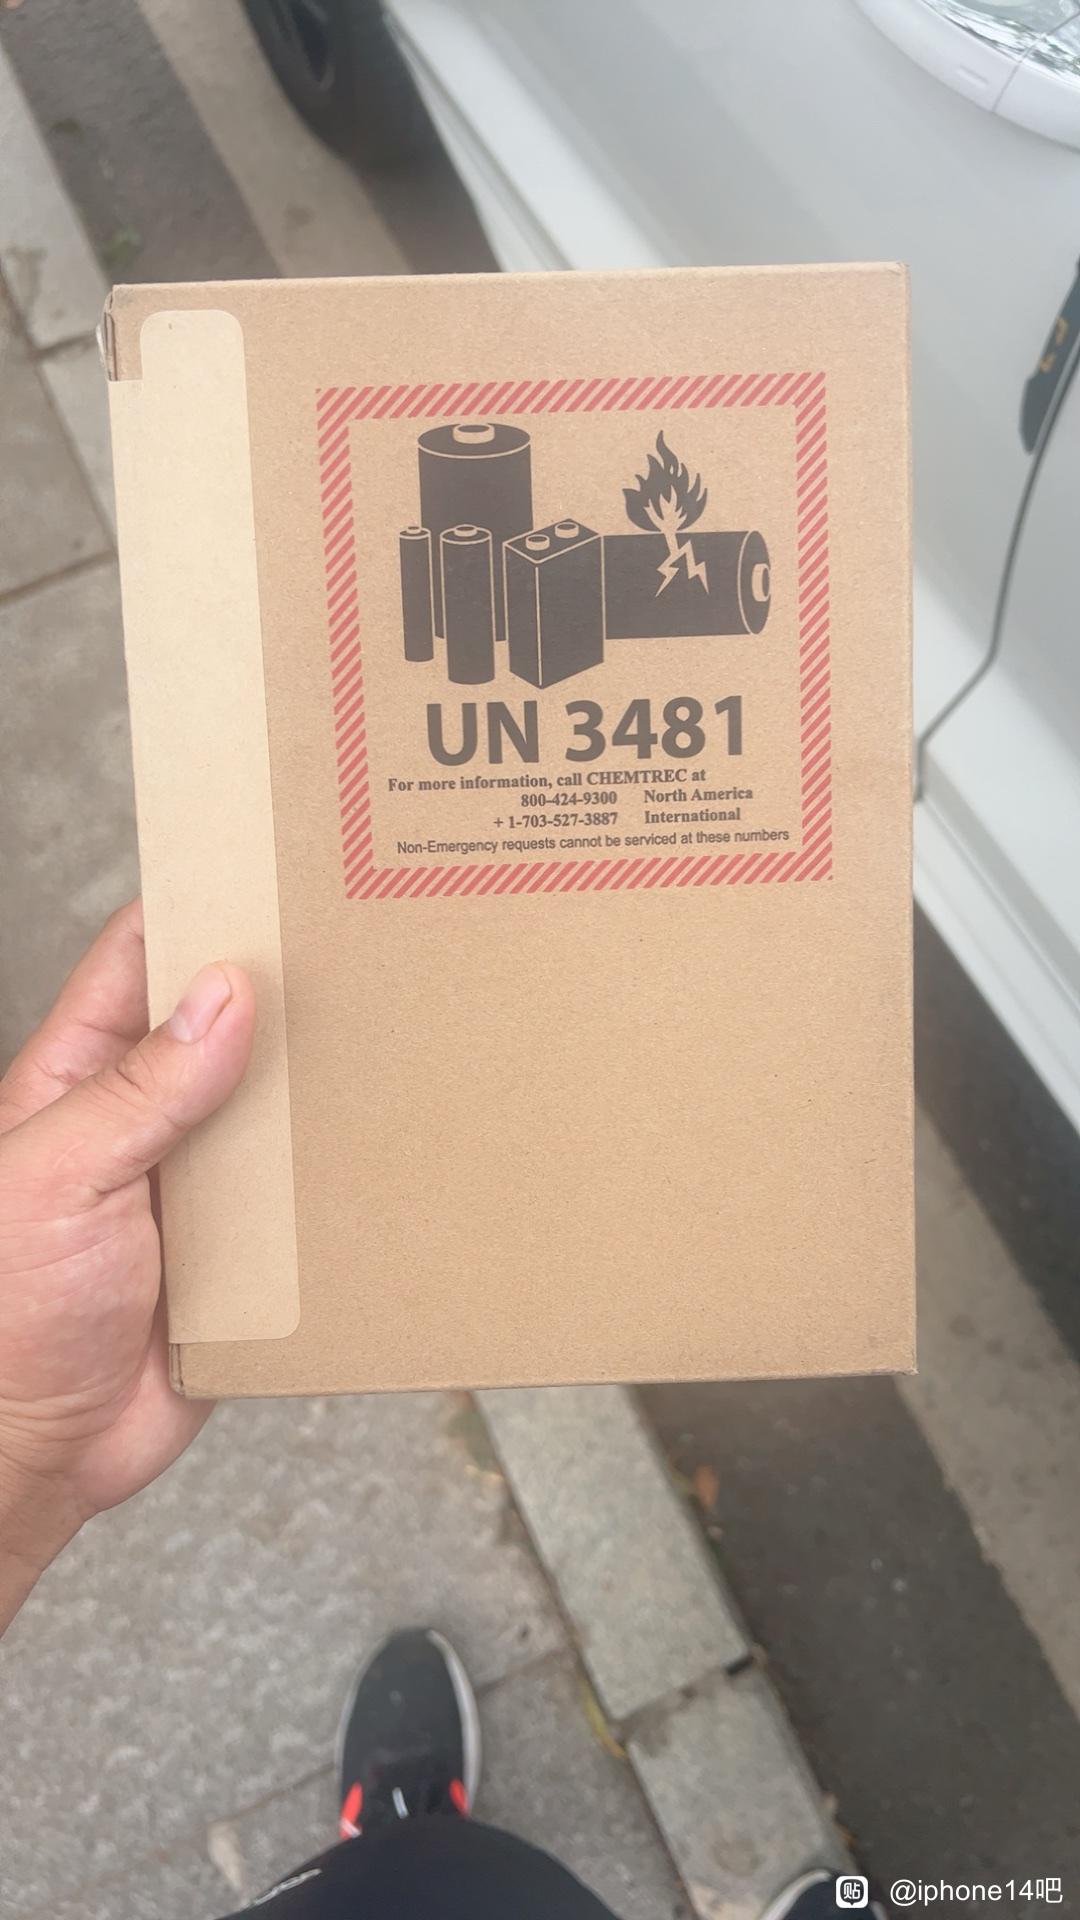 UN 3481
For more information, call CHEMTREC at
800-424-9300 North America
+ 1-703-527-3887 International
Non-Emergency requests cannot be serviced at these numbers
贴 @iphone14吧